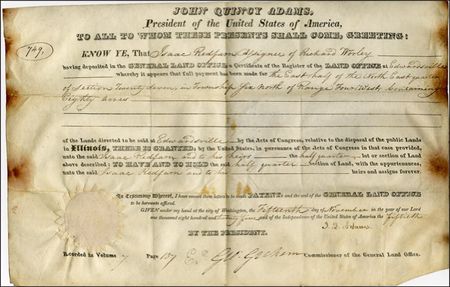 JOHN QUINCY ADAMS,
President of the United States of America,
TO ALL TO WHOM THESE PRESENTS SHALL COME, GREETING:
749.
KNOW YE, That Isaac Redfearn assignee of Richard Worley
having deposited in the GENERAL LAND OFFICE a Certificate of the Register of the LAND OFFICE at Edwardsville
whereby it appears that full payment has been made for the East half of the North East quarter
of section Twenty seven, in Township five North of Range Four West Containing
Eighty acres
of the Lands directed to be sold at Edwardsville by the Acts of Congress, relative to the disposal of the public Lands
in Illinois, THERE IS GRANTED, by the United States, in pursuance of the Acts of Congress in that case provided,
unto the said Isaac Redfearn and to his heirs the half quarter lot or section of Land
above described; TO HAVE AND TO HOLD the said half quarter section of Land, with the appurtenances,
unto the said Isaac Redfearn and to his heirs and assigns forever.
In Testimony Whereof, I have caused these Letters to be made PATENT; and the seal of the GENERAL LAND OFFICE
to be hereunto affixed.
GIVEN under my hand at the city of Washington, the Fifteenth day of November in the year of our Lord
one thousand eight hundred and twenty five and of the Independence of the United States of America the fiftieth
BY THE PRESIDENT.
J. Q. Adams
Recorded in Volume 7 Page 137 Geo. Graham Commissioner of the General Land Office.